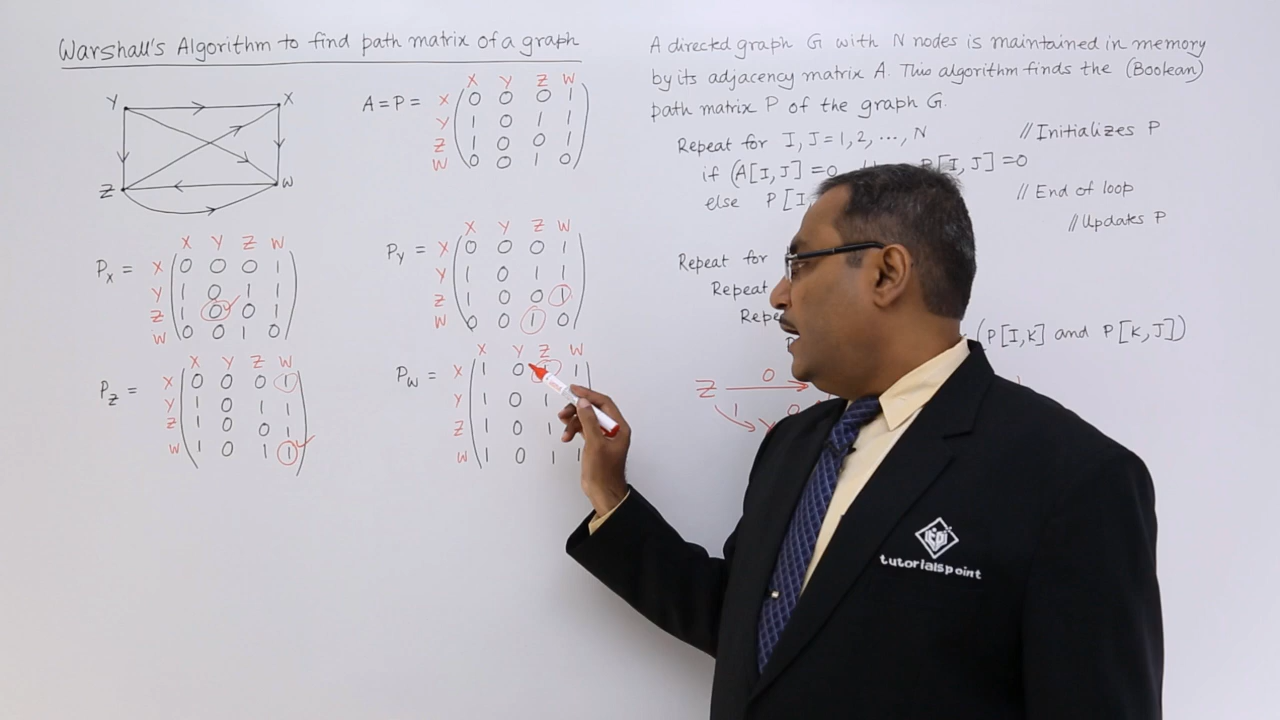 Warshall's Algorithm to find path matrix of a graph
Y X
Z W
X Y Z W
A = P = X 0 0 0 1
Y 1 0 1 1
Z 1 0 0 1
W 0 0 1 0
X Y Z W
PX = X 0 0 0 1
Y 1 0 1 1
Z 1 0 0 1
W 0 0 1 0
X Y Z W
PY = X 0 0 0 1
Y 1 0 1 1
Z 1 0 0 1
W 0 0 1 0
X Y Z W
PZ = X 0 0 0 1
Y 1 0 1 1
Z 1 0 0 1
W 1 0 1 1
X Y Z W
PW = X 1 0 1
Y 1 0 1
Z 1 0 1
W 1 0 1 1
A directed graph G with N nodes is maintained in memory
by its adjacency matrix A. This algorithm finds the (Boolean)
path matrix P of the graph G.
Repeat for I, J = 1, 2, ..., N // Initializes P
if (A[I, J] = 0 P[I, J] = 0
else P[I // End of loop
// Updates P
Repeat for
Repeat
(P[I,K] and P[K,J])
Z 0
1 Y 0
tutorialspoint